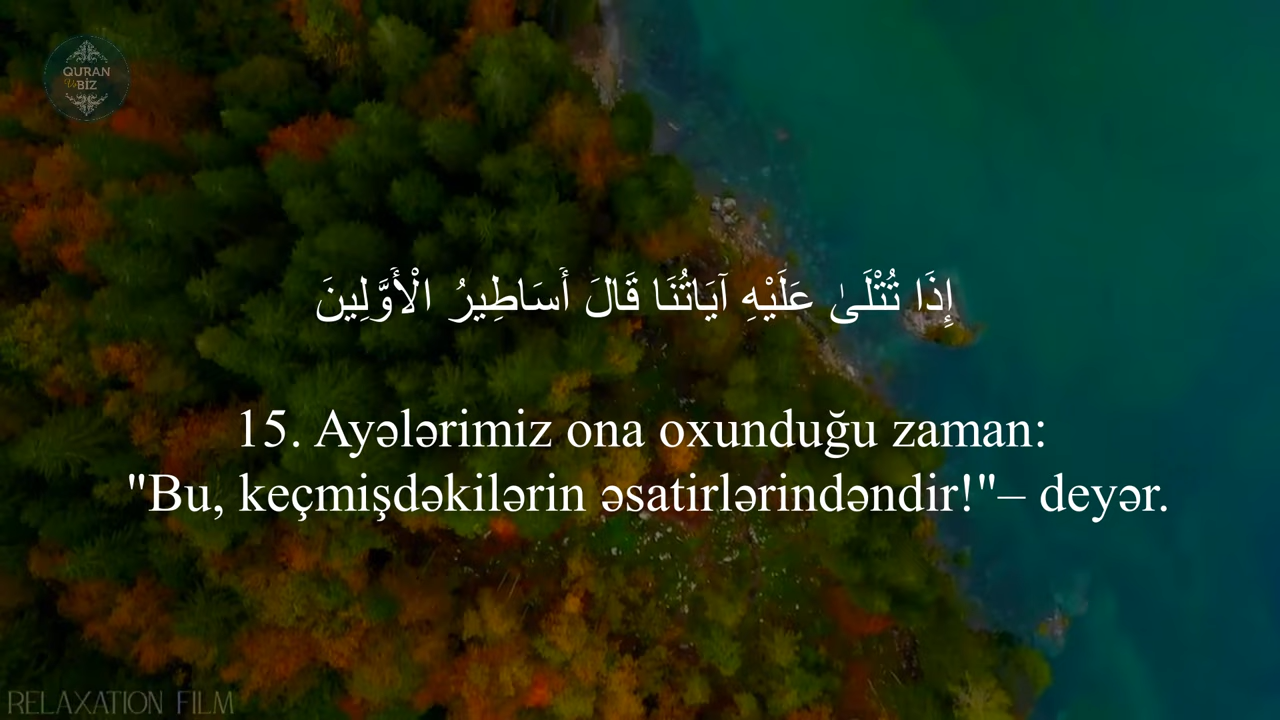 QURAN
Və BİZ
إِذَا تُتْلَىٰ عَلَيْهِ آيَاتُنَا قَالَ أَسَاطِيرُ الْأَوَّلِينَ
15. Ayələrimiz ona oxunduğu zaman:
"Bu, keçmişdəkilərin əsatirlərindəndir!"– deyər.
RELAXATION FILM